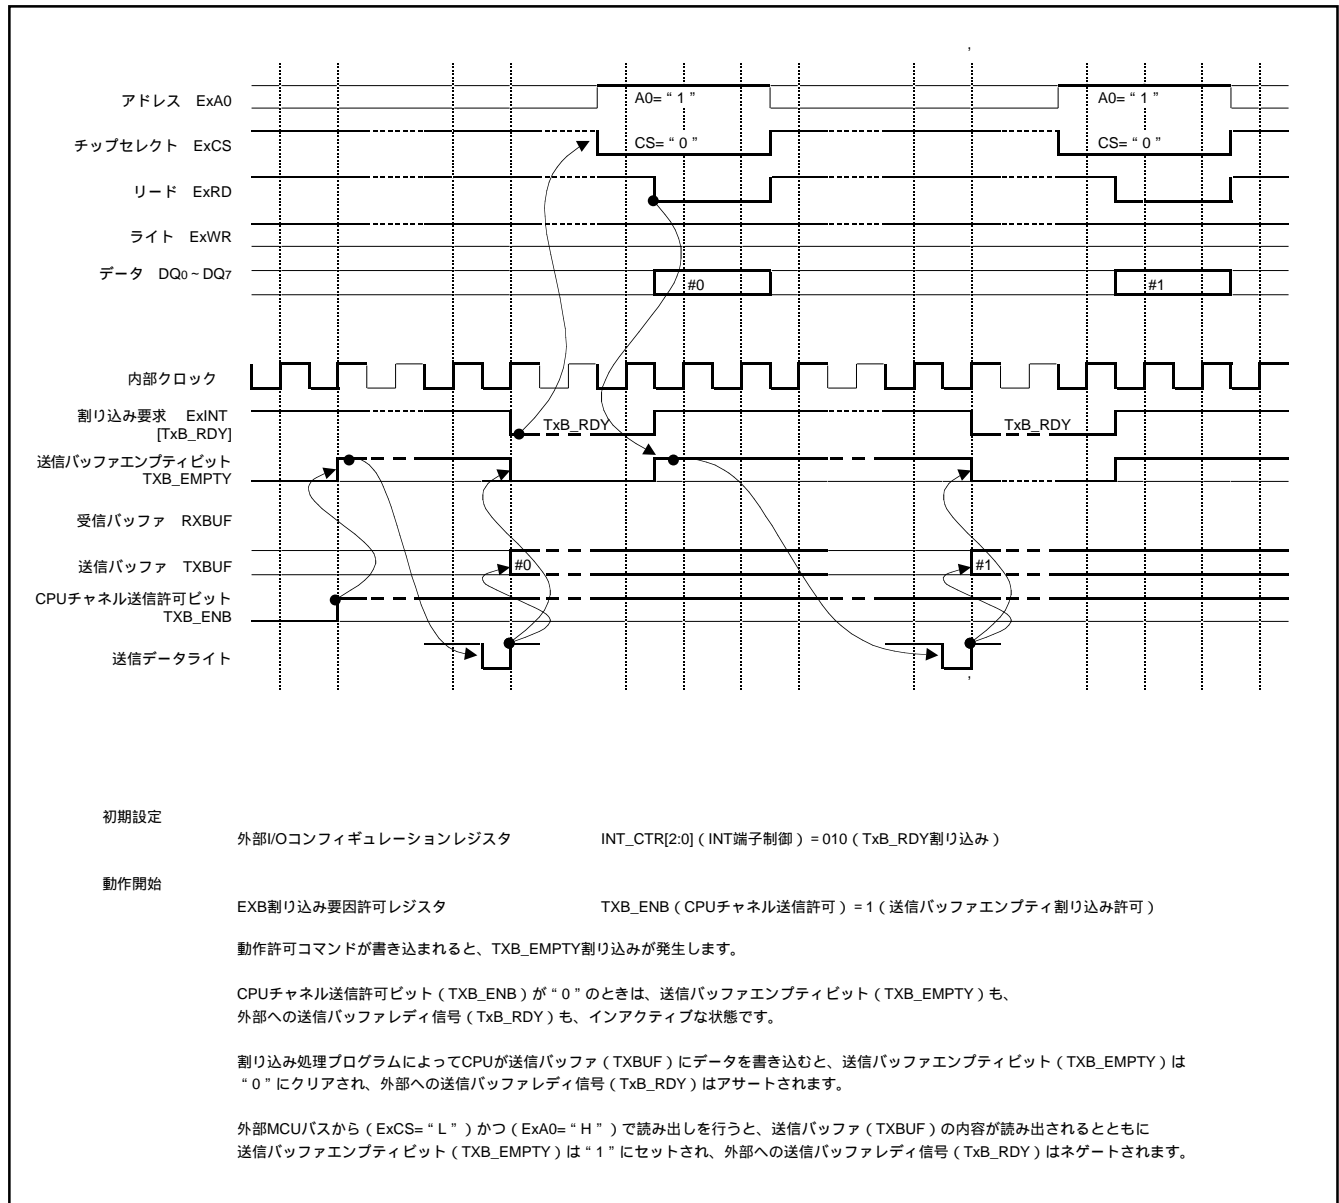 アドレス ExA0
A0= “ 1 ”
A0= “ 1 ”
チップセレクト ExCS
CS= “ 0 ”
CS= “ 0 ”
リード ExRD
ライト ExWR
データ DQ0 ~ DQ7
#0
#1
内部クロック
割り込み要求 ExINT
[TxB_RDY]
TxB_RDY
TxB_RDY
送信バッファエンプティビット
TXB_EMPTY
受信バッファ RXBUF
送信バッファ TXBUF
#0
#1
CPUチャネル送信許可ビット
TXB_ENB
送信データライト
初期設定
外部I/Oコンフィギュレーションレジスタ INT_CTR[2:0] ( INT端子制御 ) = 010 ( TxB_RDY割り込み )
動作開始
EXB割り込み要因許可レジスタ TXB_ENB ( CPUチャネル送信許可 ) = 1 ( 送信バッファエンプティ割り込み許可 )
動作許可コマンドが書き込まれると、TXB_EMPTY割り込みが発生します。
CPUチャネル送信許可ビット ( TXB_ENB ) が “ 0 ” のときは、送信バッファエンプティビット ( TXB_EMPTY ) も、
外部への送信バッファレディ信号 ( TxB_RDY ) も、インアクティブな状態です。
割り込み処理プログラムによってCPUが送信バッファ ( TXBUF ) にデータを書き込むと、送信バッファエンプティビット ( TXB_EMPTY ) は
“ 0 ” にクリアされ、外部への送信バッファレディ信号 ( TxB_RDY ) はアサートされます。
外部MCUバスから ( ExCS= “ L ” ) かつ ( ExA0= “ H ” ) で読み出しを行うと、送信バッファ ( TXBUF ) の内容が読み出されるとともに
送信バッファエンプティビット ( TXB_EMPTY ) は “ 1 ” にセットされ、外部への送信バッファレディ信号 ( TxB_RDY ) はネゲートされます。